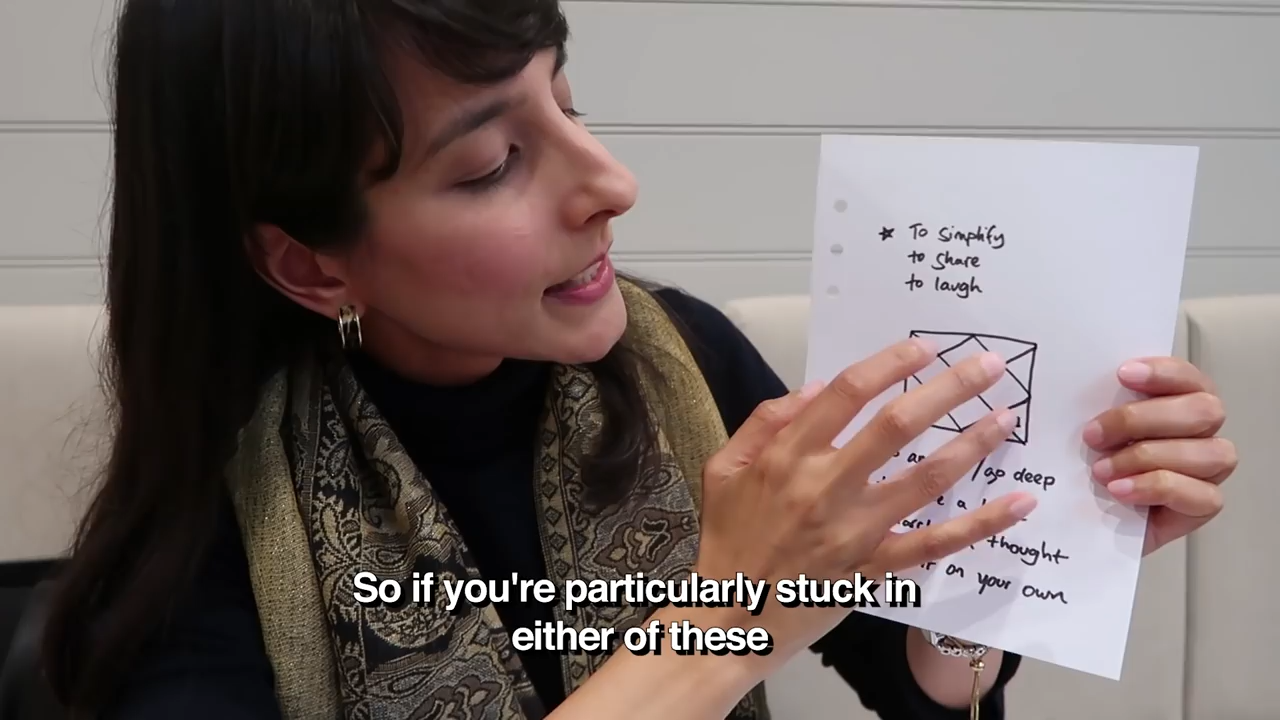 * To simplify
to share
to laugh
/go deep
a
thought
on your own
So if you're particularly stuck in
either of these